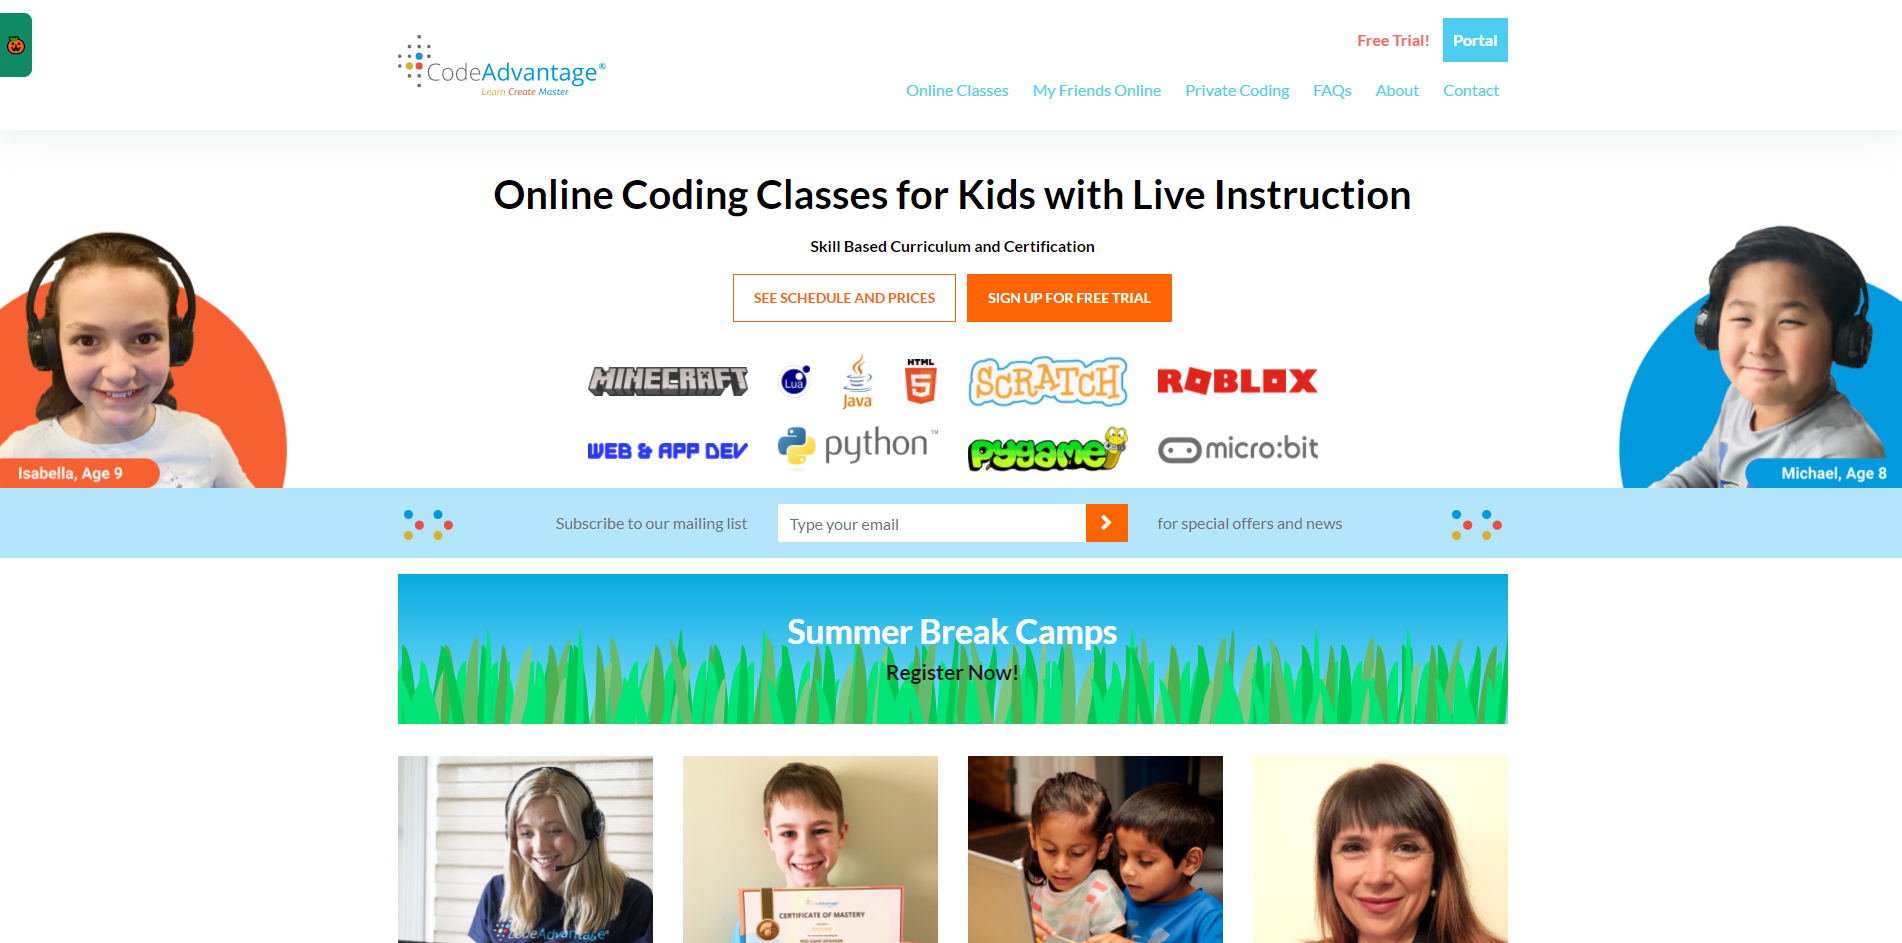 Free Trial!
Portal
CodeAdvantage®
Learn Create Master
Online Classes
My Friends Online
Private Coding
FAQs
About
Contact
Online Coding Classes for Kids with Live Instruction
Skill Based Curriculum and Certification
SEE SCHEDULE AND PRICES
SIGN UP FOR FREE TRIAL
MINECRAFT
Lua
Java
HTML
5
SCRATCH
ROBLOX
WEB & APP DEV
python™
pygame
micro:bit
Isabella, Age 9
Michael, Age 8
Subscribe to our mailing list
Type your email
for special offers and news
Summer Break Camps
Register Now!
CodeAdvantage®
CodeAdvantage
CERTIFICATE OF MASTERY